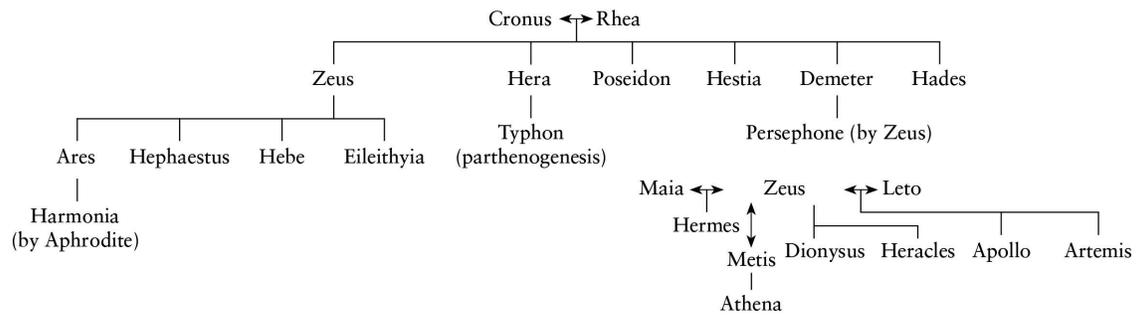 Cronus Rhea
Zeus Hera Poseidon Hestia Demeter Hades
Typhon
(parthenogenesis)
Persephone (by Zeus)
Ares Hephaestus Hebe Eileithyia
Harmonia
(by Aphrodite)
Maia Zeus Leto
Hermes
Metis Dionysus Heracles Apollo Artemis
Athena